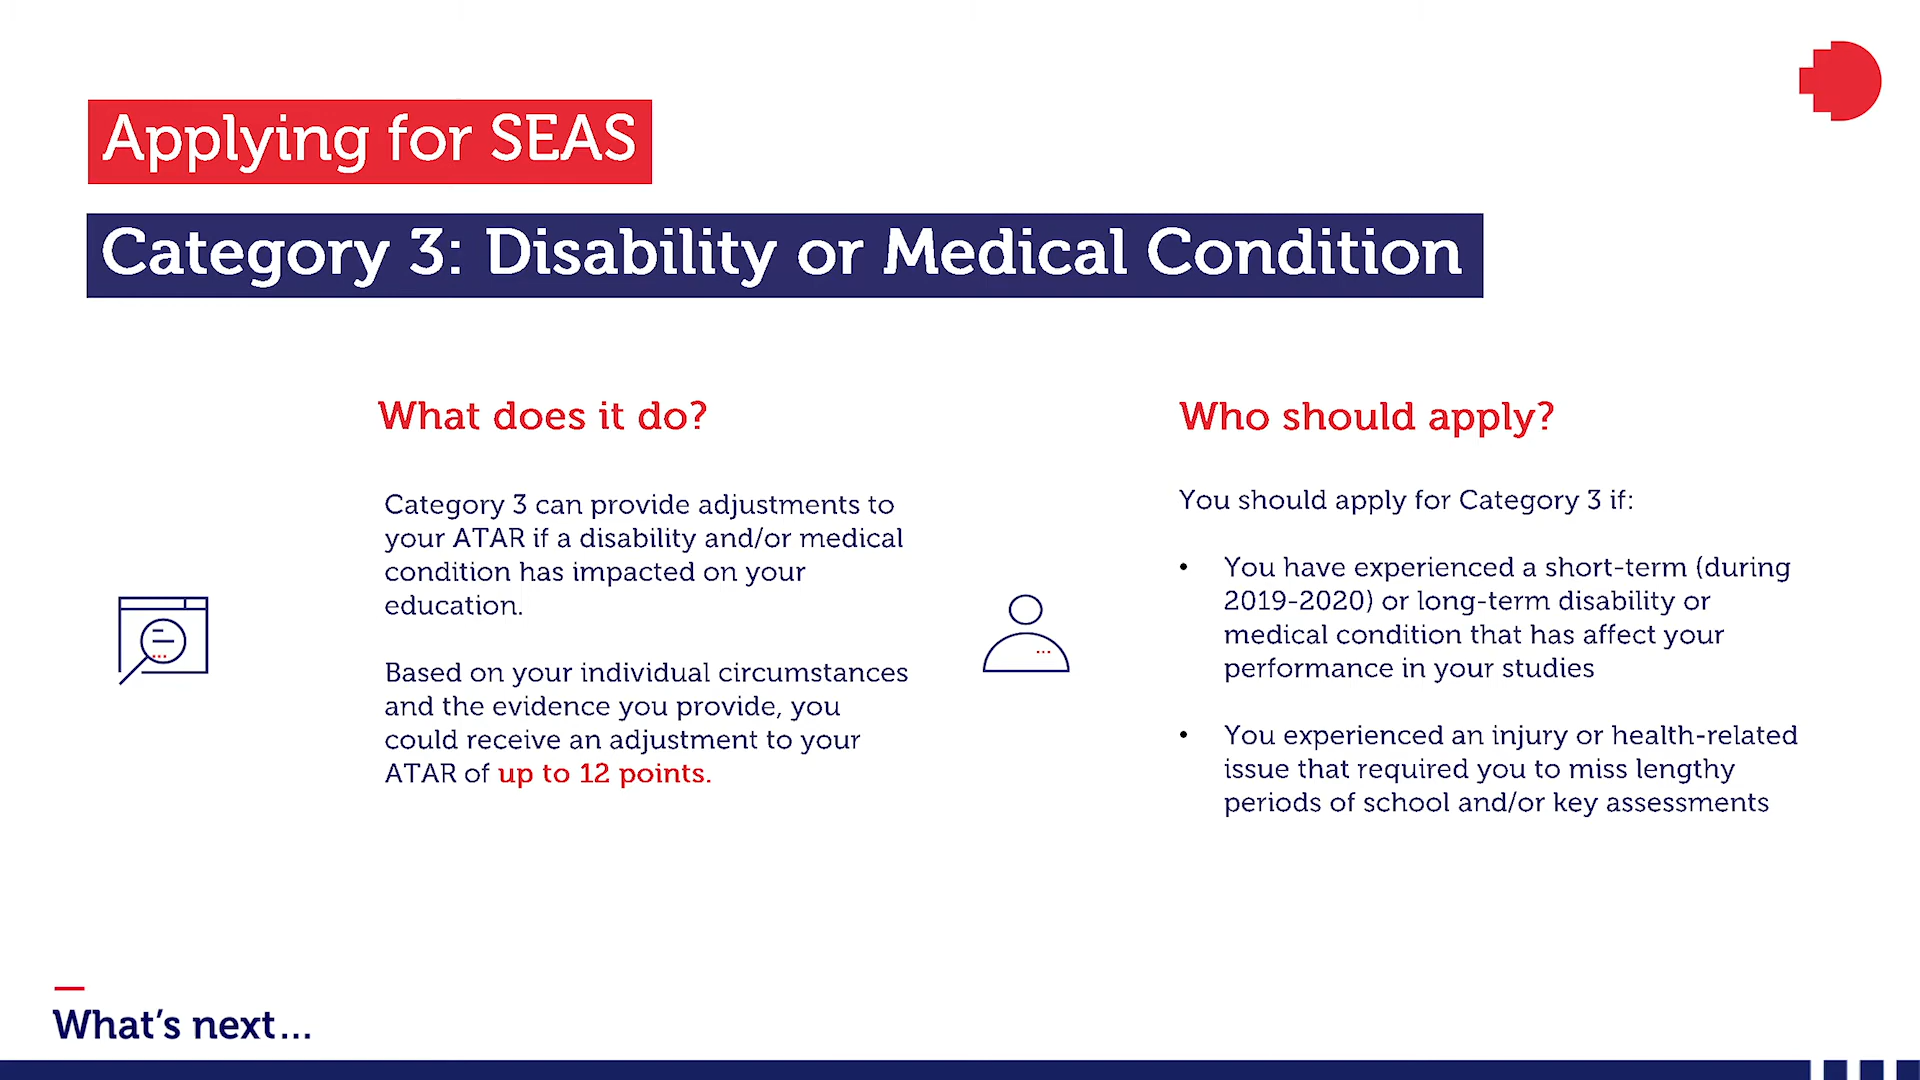 Applying for SEAS
Category 3: Disability or Medical Condition
What does it do?
Category 3 can provide adjustments to
your ATAR if a disability and/or medical
condition has impacted on your
education.
Based on your individual circumstances
and the evidence you provide, you
could receive an adjustment to your
ATAR of up to 12 points.
Who should apply?
You should apply for Category 3 if:
• You have experienced a short-term (during
2019-2020) or long-term disability or
medical condition that has affect your
performance in your studies
• You experienced an injury or health-related
issue that required you to miss lengthy
periods of school and/or key assessments
What's next...